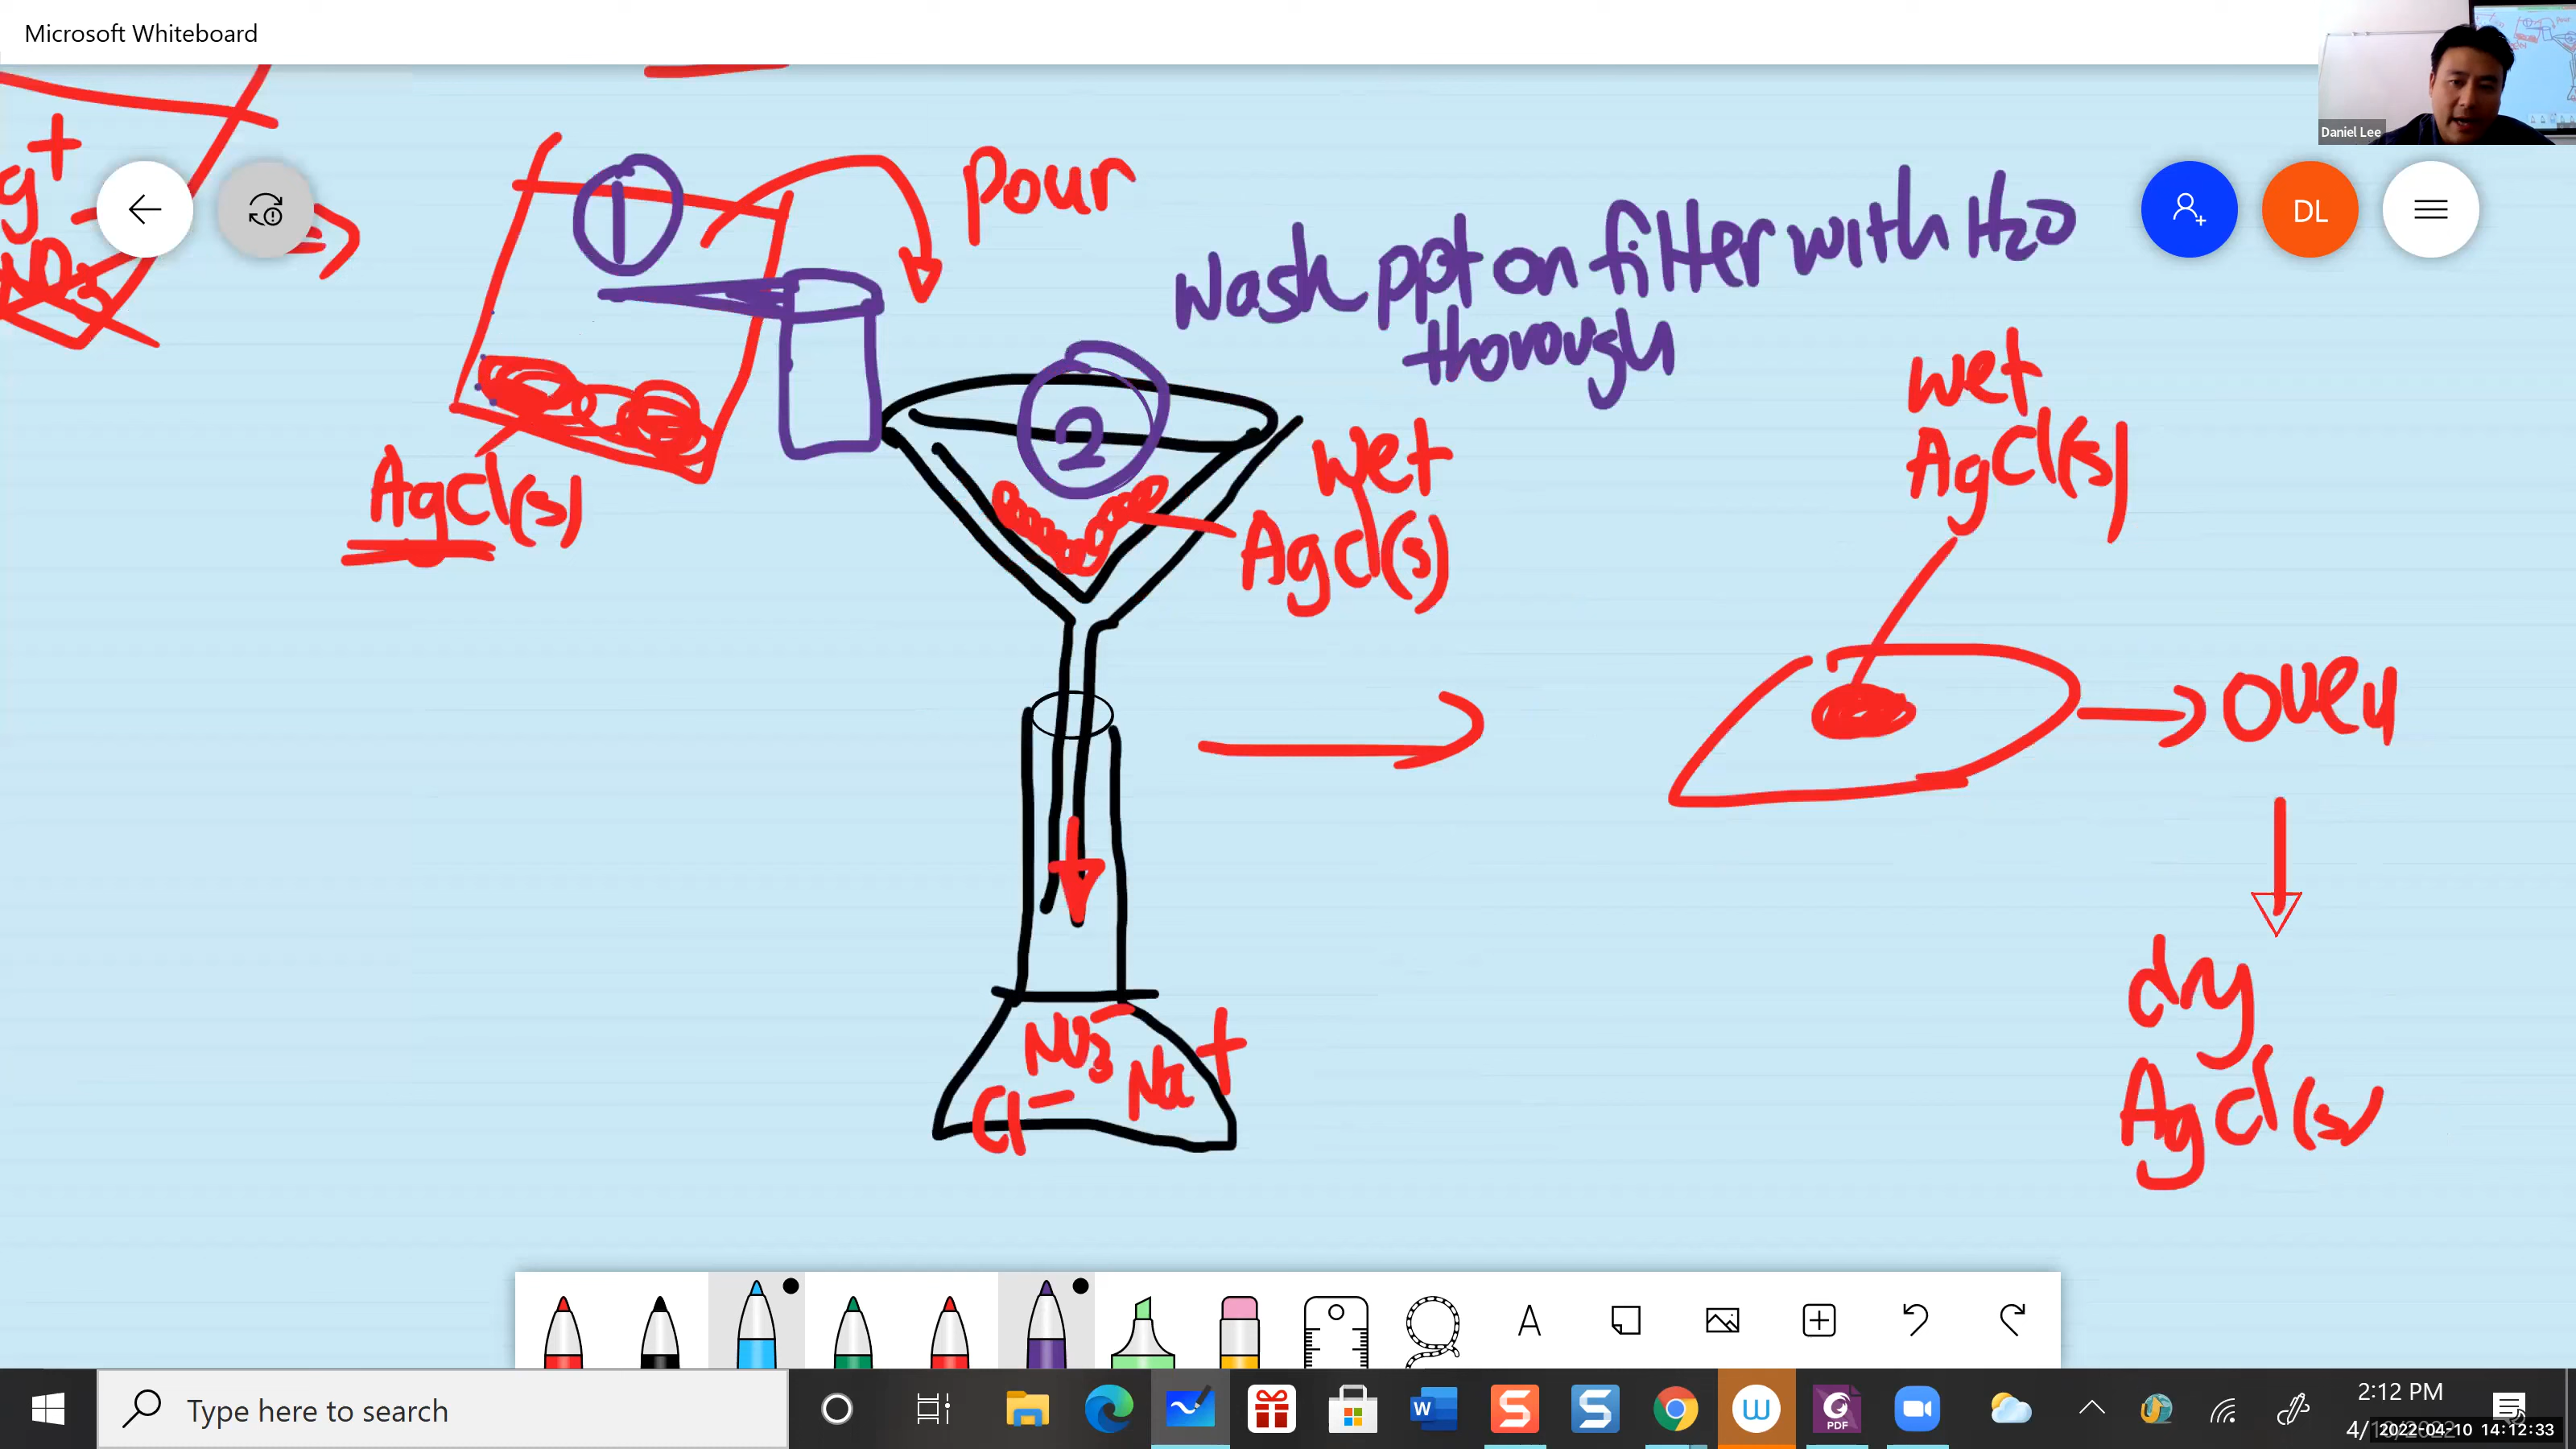 Microsoft Whiteboard
Daniel Lee
DL
g+
NO3
1
Pour
Wash ppt on filter with H2O
thorough
2
AgCl(s)
wet
AgCl(s)
wet
AgCl(s)
oven
dry
AgCl(s)
NO3-
Cl-
Na+
A
Type here to search
PDF
2:12 PM
2022-04-10 14:12:33